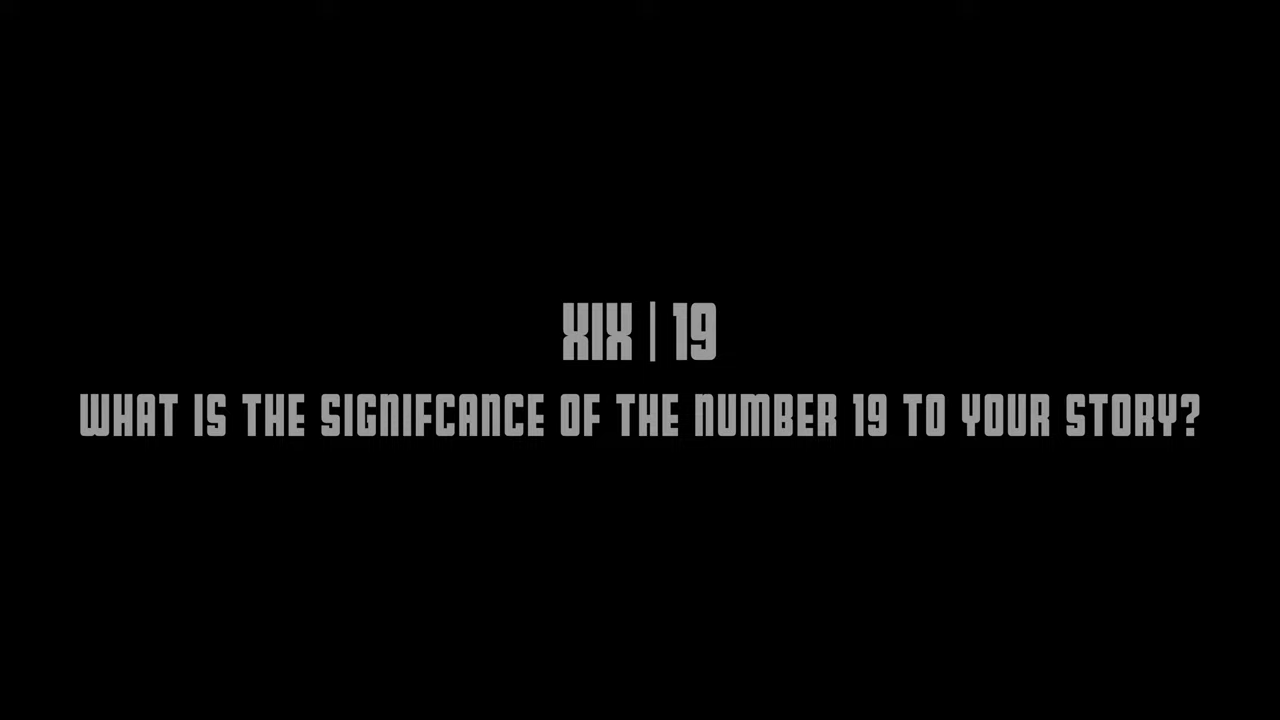 XIX | 19
WHAT IS THE SIGNIFCANCE OF THE NUMBER 19 TO YOUR STORY?